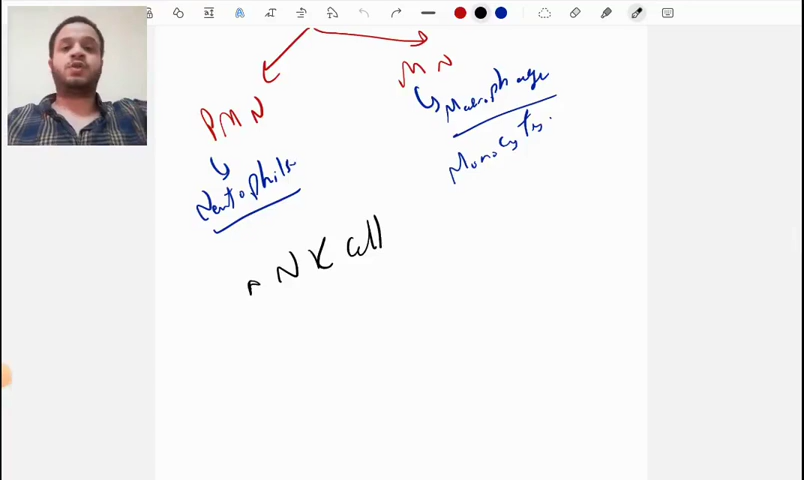 MN
PMN
Macrophage
Monocytes.
Neutrophils
NK cell